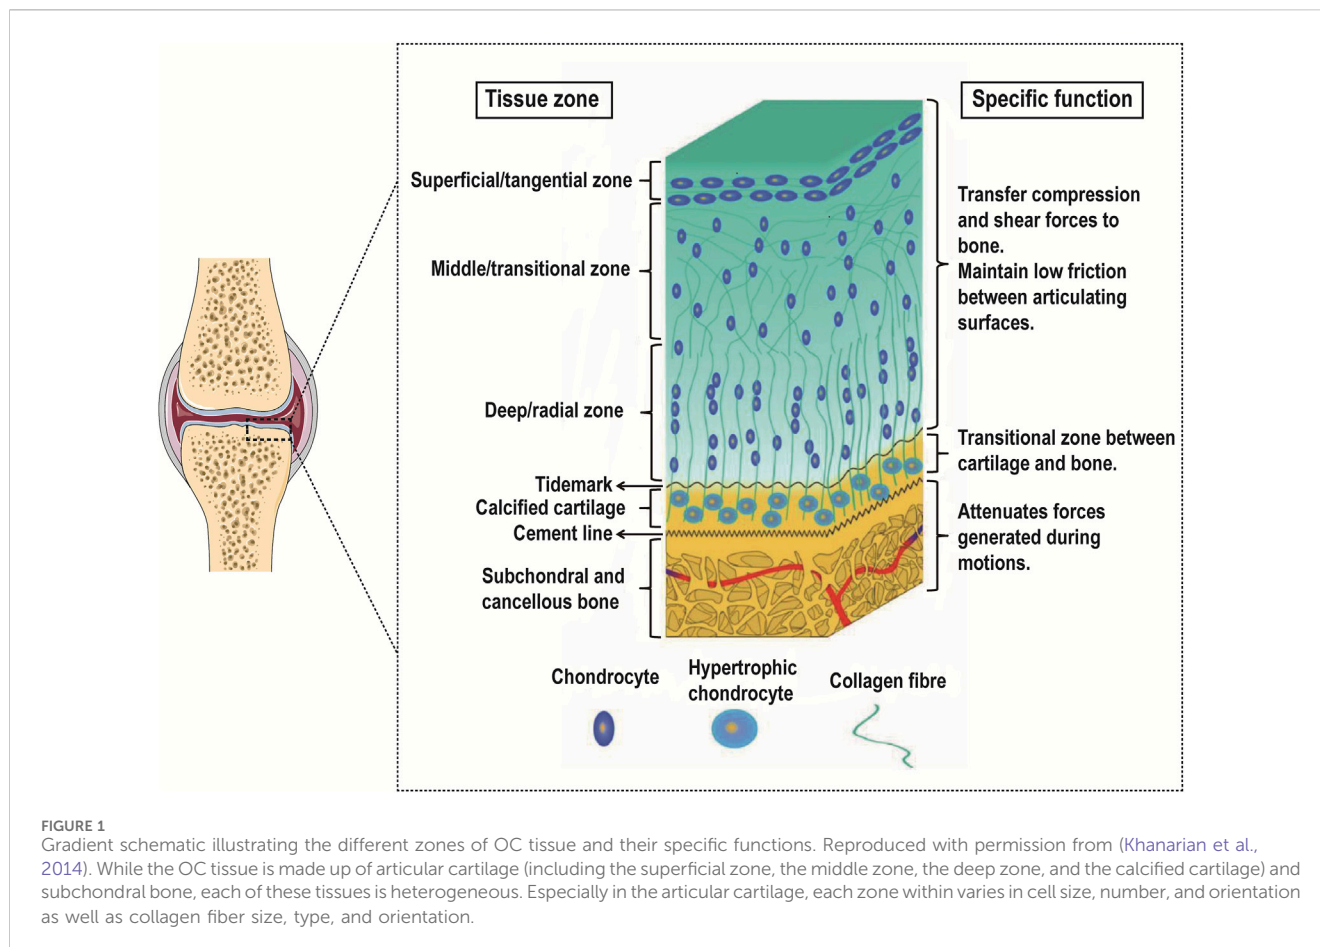 Tissue zone
Specific function
Superficial/tangential zone
Middle/transitional zone
Deep/radial zone
Tidemark
Calcified cartilage
Cement line
Subchondral and
cancellous bone
Transfer compression
and shear forces to
bone.
Maintain low friction
between articulating
surfaces.
Transitional zone between
cartilage and bone.
Attenuates forces
generated during
motions.
Chondrocyte
Hypertrophic
chondrocyte
Collagen fibre
FIGURE 1
Gradient schematic illustrating the different zones of OC tissue and their specific functions. Reproduced with permission from (Khanarian et al.,
2014). While the OC tissue is made up of articular cartilage (including the superficial zone, the middle zone, the deep zone, and the calcified cartilage) and
subchondral bone, each of these tissues is heterogeneous. Especially in the articular cartilage, each zone within varies in cell size, number, and orientation
as well as collagen fiber size, type, and orientation.